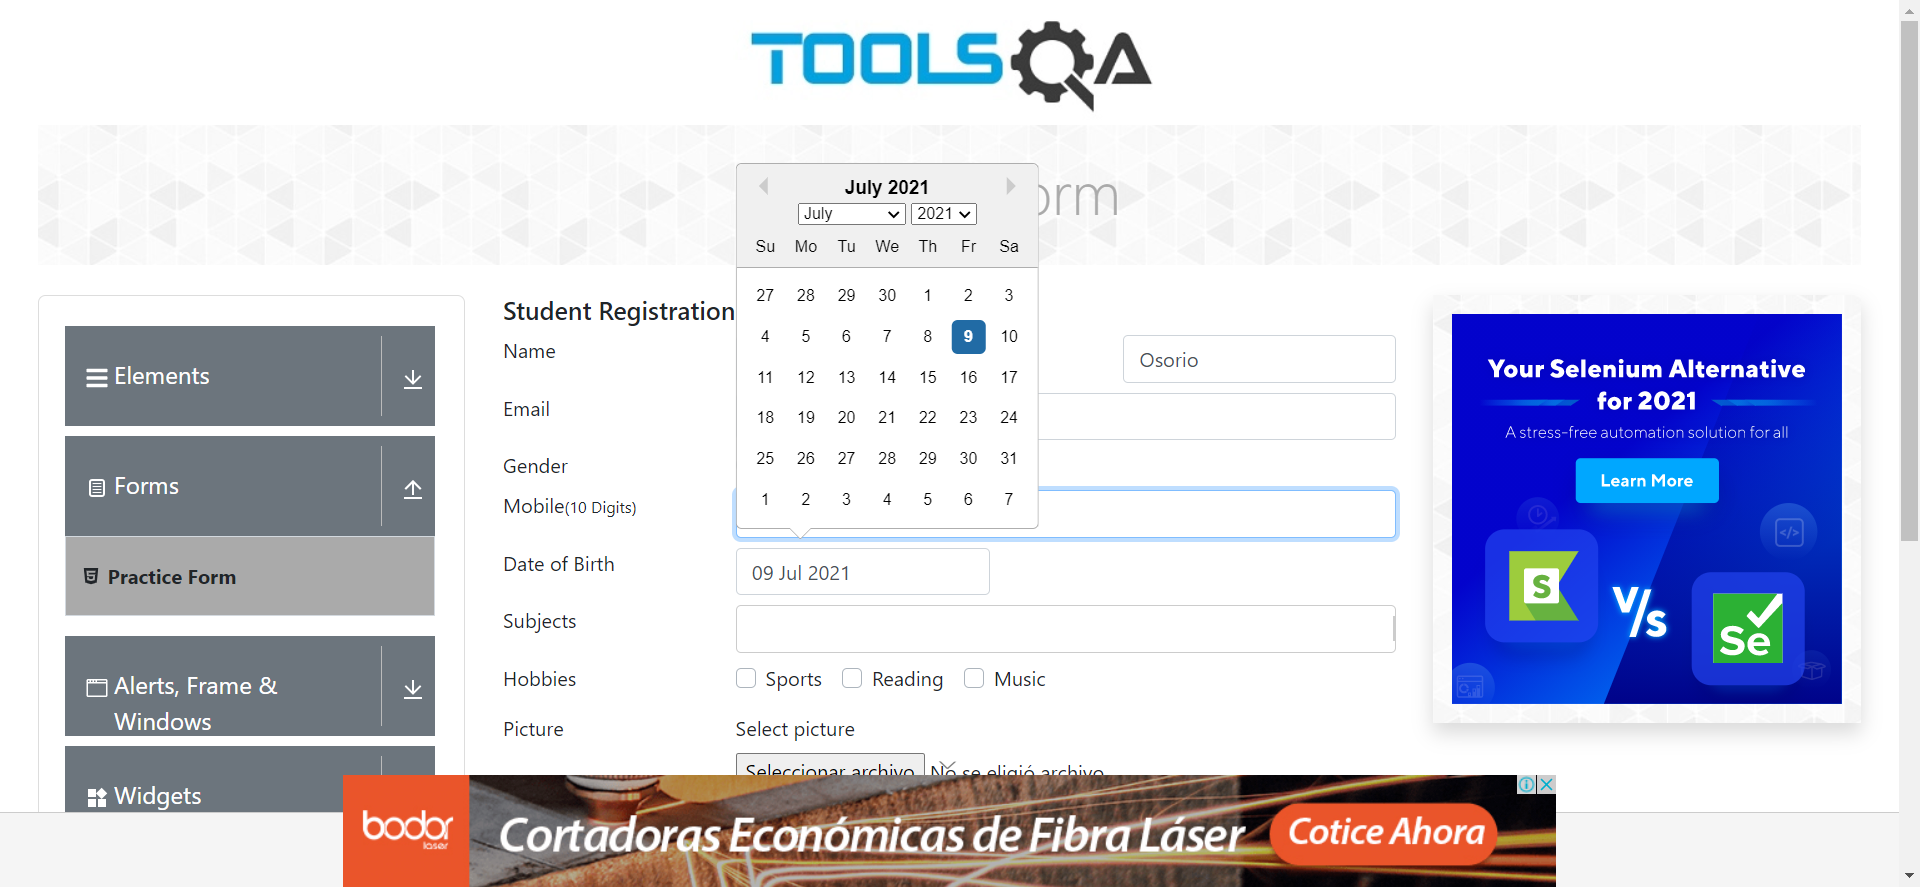 TOOLSQA
orm
July 2021
July 2021
Su Mo Tu We Th Fr Sa
27 28 29 30 1 2 3
4 5 6 7 8 9 10
11 12 13 14 15 16 17
18 19 20 21 22 23 24
25 26 27 28 29 30 31
1 2 3 4 5 6 7
Elements
Forms
Practice Form
Alerts, Frame &
Windows
Widgets
Student Registration
Name
Osorio
Email
Gender
Mobile(10 Digits)
Date of Birth
09 Jul 2021
Subjects
Hobbies
Sports Reading Music
Picture
Select picture
Seleccionar archivo No se eligió archivo
Your Selenium Alternative
for 2021
A stress-free automation solution for all
Learn More
</>
S
V/s
Se
bodor
laser
Cortadoras Económicas de Fibra Láser
Cotice Ahora